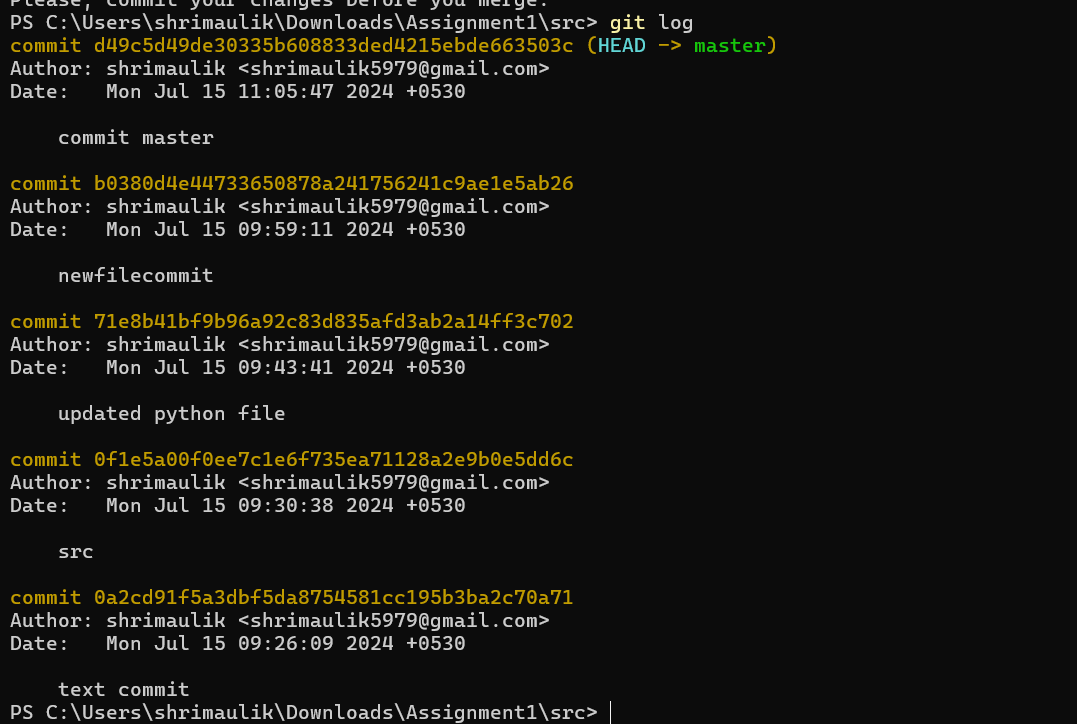 Please, commit your changes before you merge.
PS C:\Users\shrimaulik\Downloads\Assignment1\src> git log
commit d49c5d49de30335b608833ded4215ebde663503c (HEAD -> master)
Author: shrimaulik <shrimaulik5979@gmail.com>
Date:   Mon Jul 15 11:05:47 2024 +0530
    commit master
commit b0380d4e44733650878a241756241c9ae1e5ab26
Author: shrimaulik <shrimaulik5979@gmail.com>
Date:   Mon Jul 15 09:59:11 2024 +0530
    newfilecommit
commit 71e8b41bf9b96a92c83d835afd3ab2a14ff3c702
Author: shrimaulik <shrimaulik5979@gmail.com>
Date:   Mon Jul 15 09:43:41 2024 +0530
    updated python file
commit 0f1e5a00f0ee7c1e6f735ea71128a2e9b0e5dd6c
Author: shrimaulik <shrimaulik5979@gmail.com>
Date:   Mon Jul 15 09:30:38 2024 +0530
    src
commit 0a2cd91f5a3dbf5da8754581cc195b3ba2c70a71
Author: shrimaulik <shrimaulik5979@gmail.com>
Date:   Mon Jul 15 09:26:09 2024 +0530
    text commit
PS C:\Users\shrimaulik\Downloads\Assignment1\src>